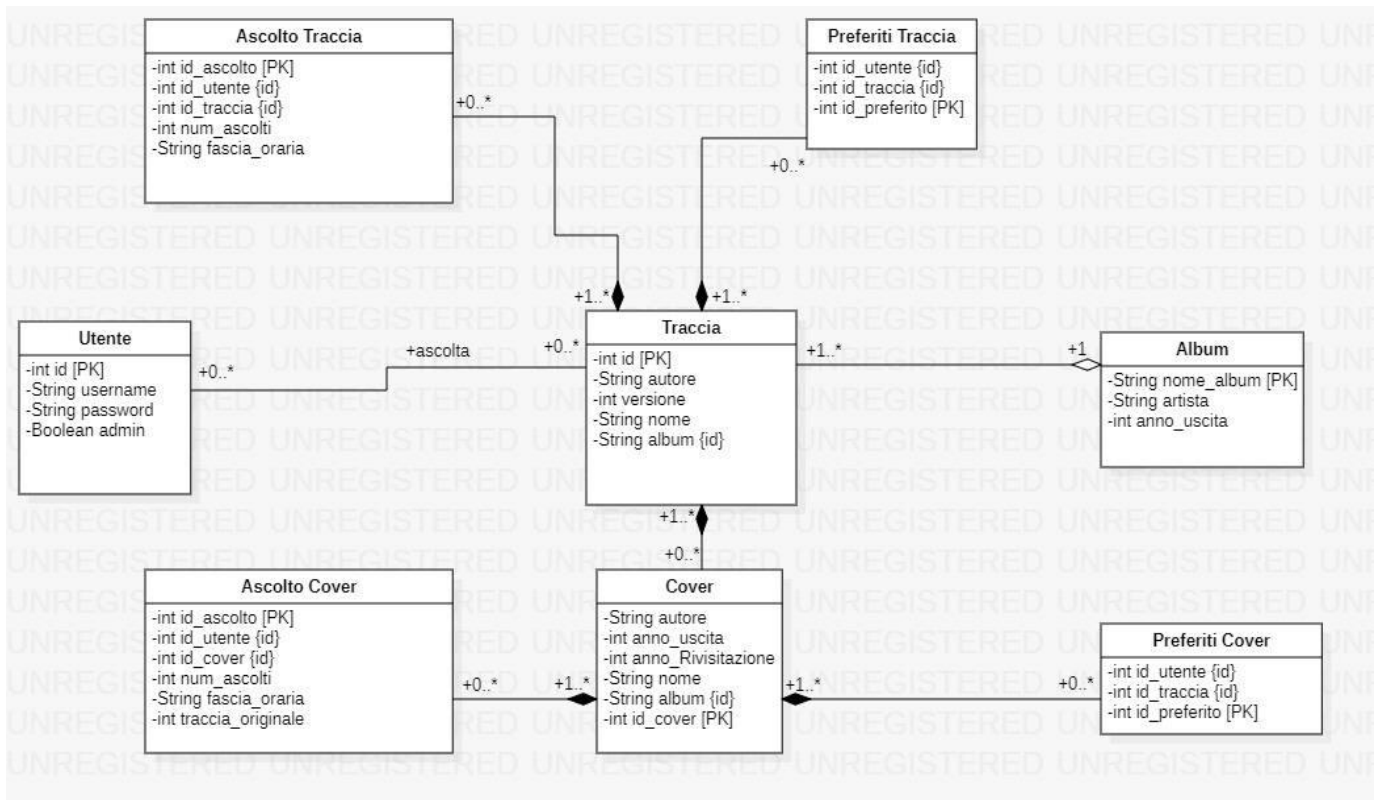 Ascolto Traccia
-int id_ascolto [PK]
-int id_utente {id}
-int id_traccia {id}
-int num_ascolti
-String fascia_oraria
+0..*
+1..*
Preferiti Traccia
-int id_utente {id}
-int id_traccia {id}
-int id_preferito [PK]
+0..*
+1..*
Utente
-int id [PK]
-String username
-String password
-Boolean admin
+0..*
+ascolta
+0..*
Traccia
-int id [PK]
-String autore
-int versione
-String nome
-String album {id}
+1..*
+1
Album
-String nome_album [PK]
-String artista
-int anno_uscita
+1..*
+0..*
Ascolto Cover
-int id_ascolto [PK]
-int id_utente {id}
-int id_cover {id}
-int num_ascolti
-String fascia_oraria
-int traccia_originale
+0..*
+1..*
Cover
-String autore
-int anno_uscita
-int anno_Rivisitazione
-String nome
-String album {id}
-int id_cover [PK]
+1..*
+0..*
Preferiti Cover
-int id_utente {id}
-int id_traccia {id}
-int id_preferito [PK]
UNREGISTERED